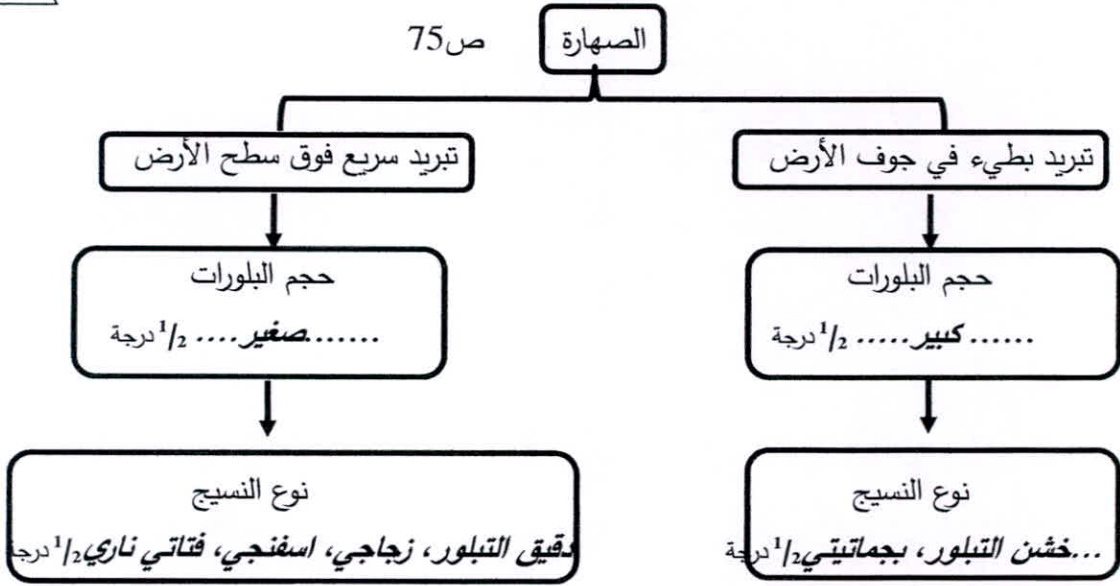 الصهارة
ص75
تبريد بطيء في جوف الأرض
تبريد سريع فوق سطح الأرض
حجم البلورات
......كبير..... 1/2 درجة
حجم البلورات
.......صغير.... 1/2 درجة
نوع النسيج
...خشن التبلور، بجماتيتي 1/2 درجة
نوع النسيج
دقيق التبلور، زجاجي، اسفنجي، فتاتي ناري 1/2 درجة